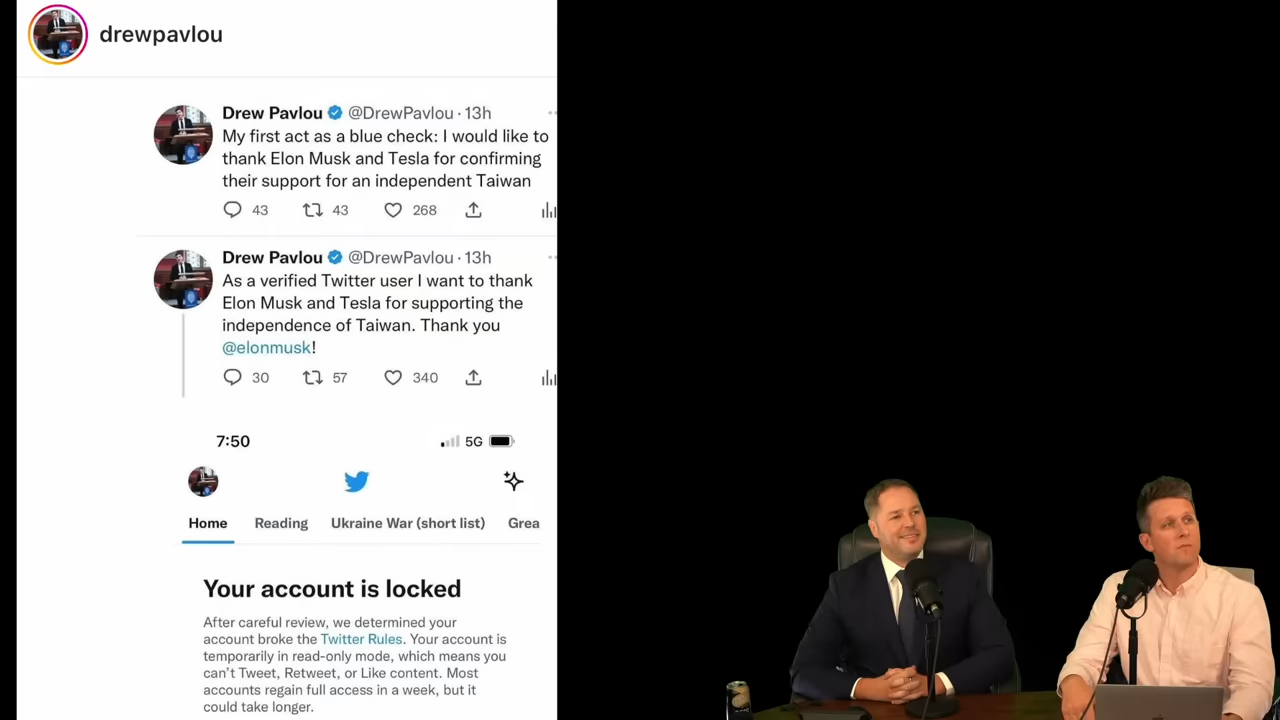 drewpavlou
Drew Pavlou @DrewPavlou · 13h
My first act as a blue check: I would like to
thank Elon Musk and Tesla for confirming
their support for an independent Taiwan
43 43 268
Drew Pavlou @DrewPavlou · 13h
As a verified Twitter user I want to thank
Elon Musk and Tesla for supporting the
independence of Taiwan. Thank you
@elonmusk!
30 57 340
7:50 5G
Home Reading Ukraine War (short list) Grea
Your account is locked
After careful review, we determined your
account broke the Twitter Rules. Your account is
temporarily in read-only mode, which means you
can't Tweet, Retweet, or Like content. Most
accounts regain full access in a week, but it
could take longer.